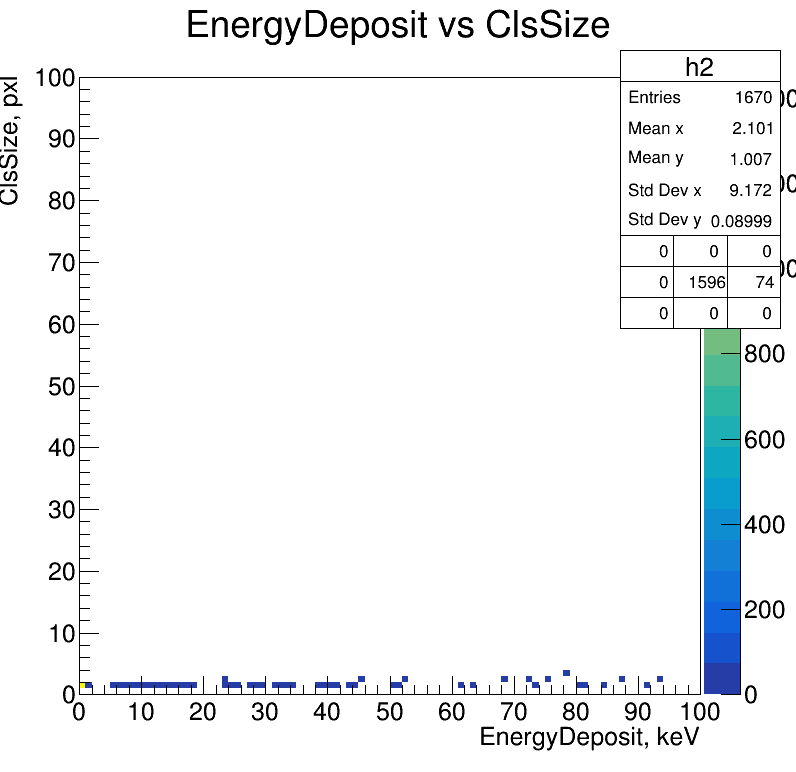 EnergyDeposit vs ClsSize
ClsSize, pxl
100
90
80
70
60
50
40
30
20
10
0
0 10 20 30 40 50 60 70 80 90 100
EnergyDeposit, keV
h2
Entries 1670
Mean x 2.101
Mean y 1.007
Std Dev x 9.172
Std Dev y 0.08999
0 0 0
0 1596 74
0 0 0
800
600
400
200
0